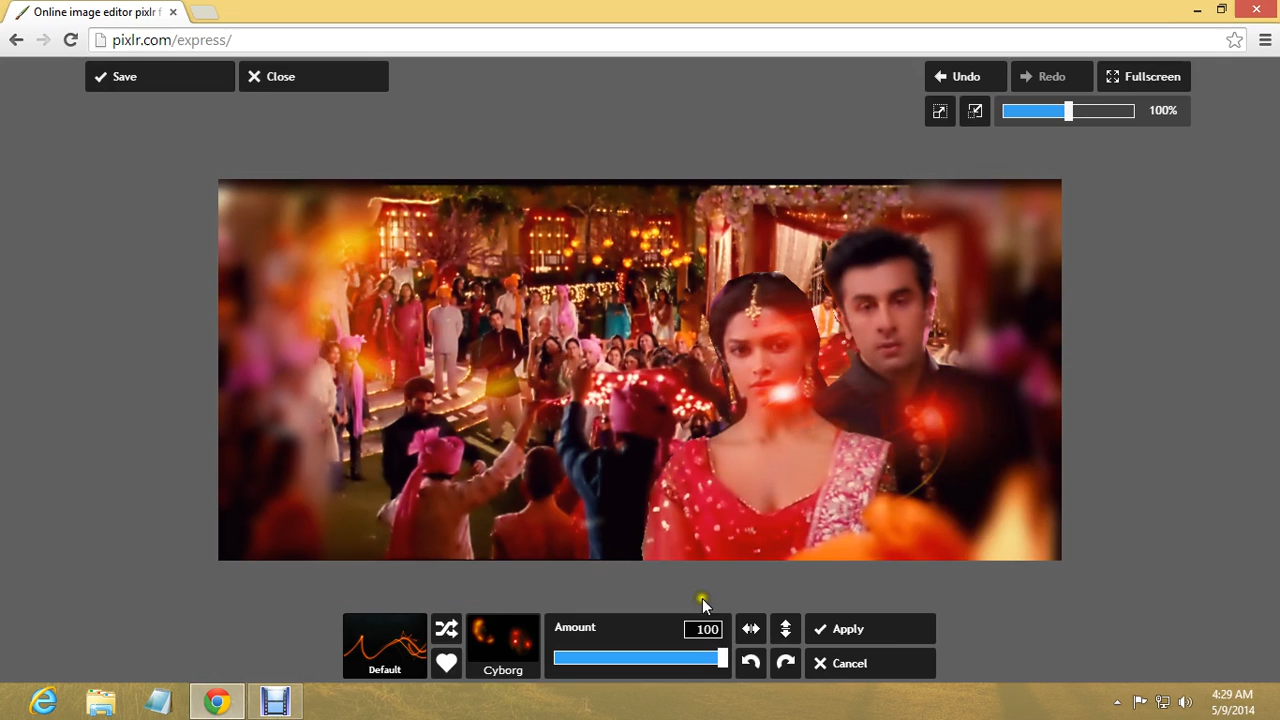 Online image editor pixlr f
pixlr.com/express/
Save
Close
Undo
Redo
Fullscreen
100%
Default
Cyborg
Amount
100
Apply
Cancel
4:29 AM
5/9/2014